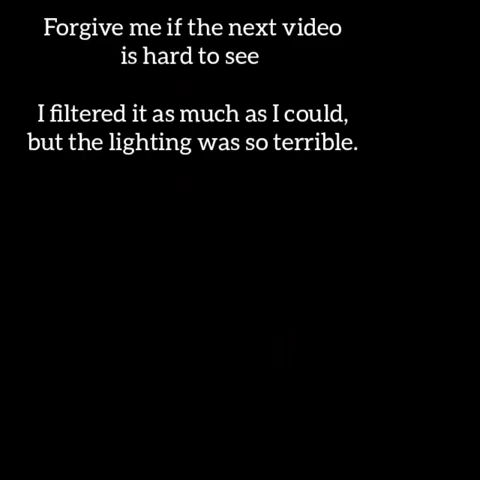 Forgive me if the next video
is hard to see
I filtered it as much as I could,
but the lighting was so terrible.